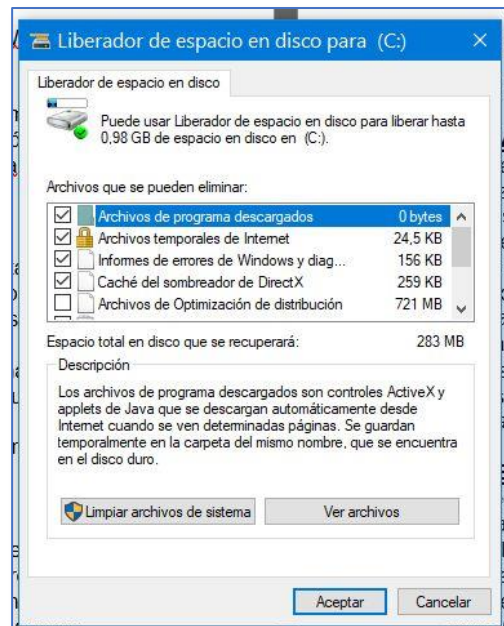 Liberador de espacio en disco para (C:)
Liberador de espacio en disco
Puede usar Liberador de espacio en disco para liberar hasta
0,98 GB de espacio en disco en (C:).
Archivos que se pueden eliminar:
Archivos de programa descargados 0 bytes
Archivos temporales de Internet 24,5 KB
Informes de errores de Windows y diag... 156 KB
Caché del sombreador de DirectX 259 KB
Archivos de Optimización de distribución 721 MB
Espacio total en disco que se recuperará: 283 MB
Descripción
Los archivos de programa descargados son controles ActiveX y
applets de Java que se descargan automáticamente desde
Internet cuando se ven determinadas páginas. Se guardan
temporalmente en la carpeta del mismo nombre, que se encuentra
en el disco duro.
Limpiar archivos de sistema Ver archivos
Aceptar Cancelar